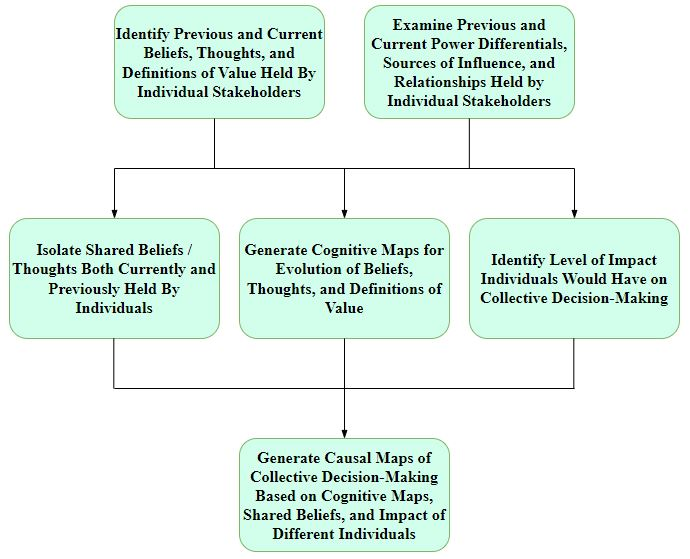 Identify Previous and Current
Beliefs, Thoughts, and
Definitions of Value Held By
Individual Stakeholders
Examine Previous and
Current Power Differentials,
Sources of Influence, and
Relationships Held by
Individual Stakeholders
Isolate Shared Beliefs /
Thoughts Both Currently and
Previously Held By
Individuals
Generate Cognitive Maps for
Evolution of Beliefs,
Thoughts, and Definitions of
Value
Identify Level of Impact
Individuals Would Have on
Collective Decision-Making
Generate Causal Maps of
Collective Decision-Making
Based on Cognitive Maps,
Shared Beliefs, and Impact of
Different Individuals